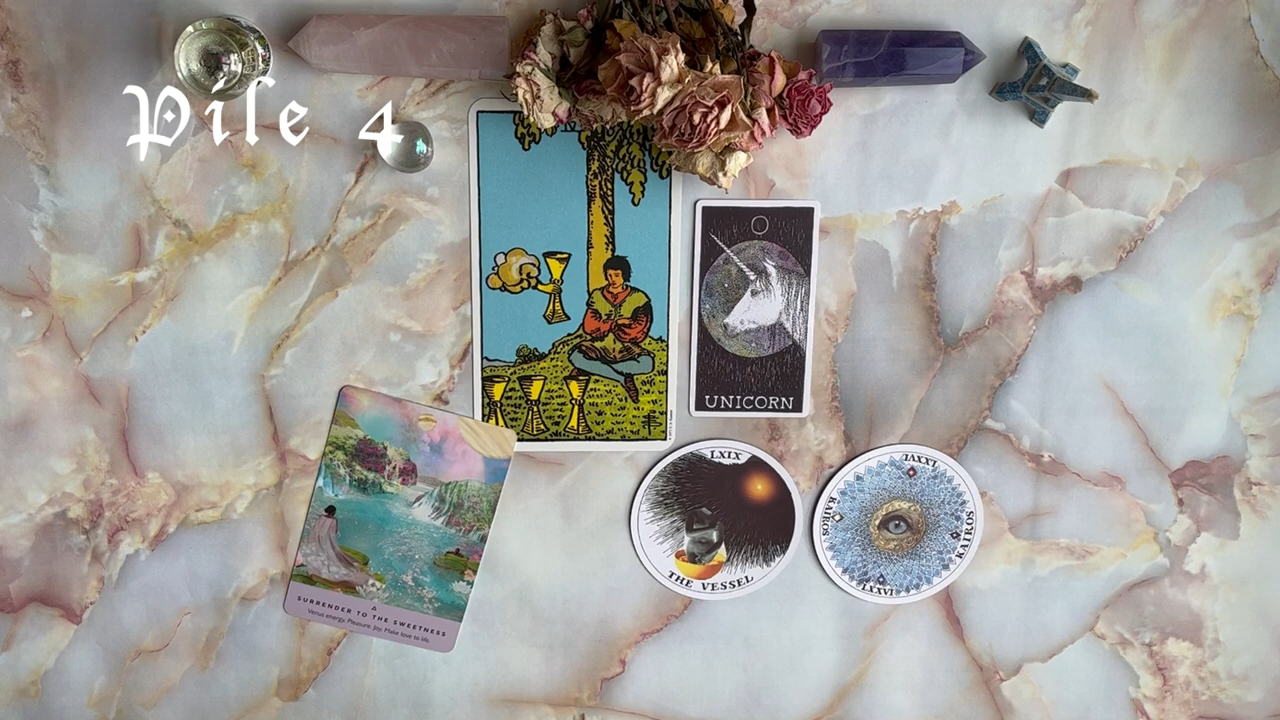 Pile 4
O
UNICORN
SURRENDER TO THE SWEETNESS
Venus energy. Pleasure. Joy. Make love to life.
LXIX
THE VESSEL
LXXVI
KAIROS
KAIROS
LXXVI